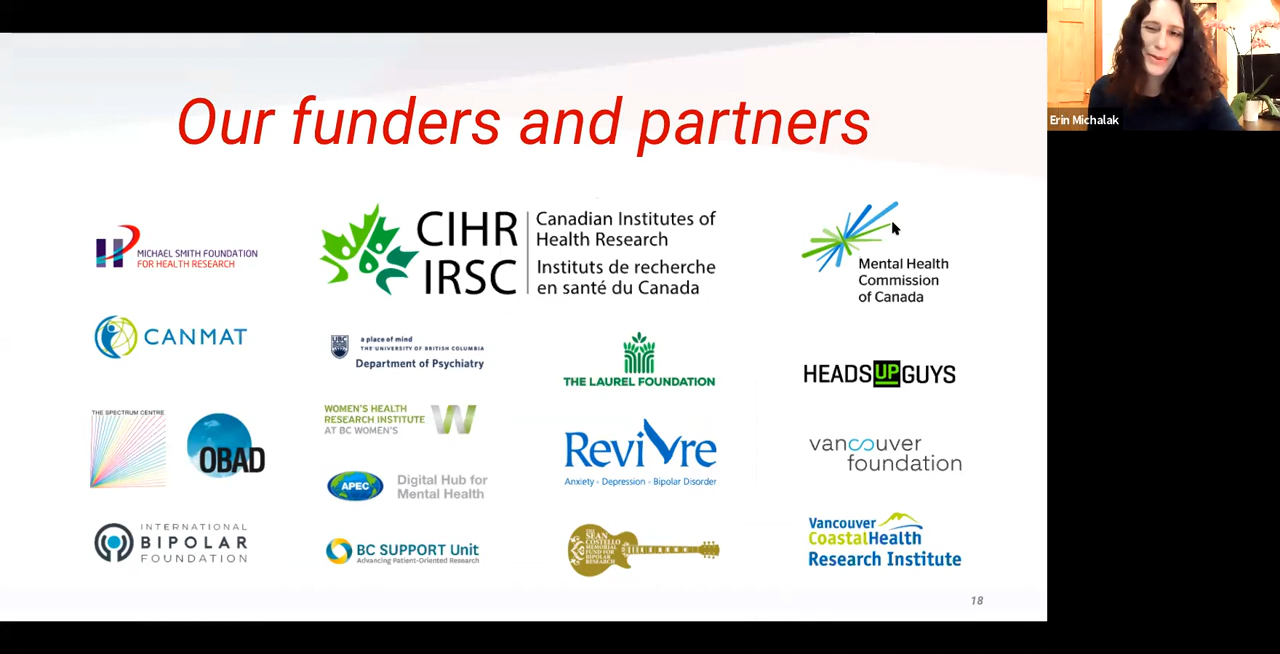 Our funders and partners
Erin Michalak
MICHAEL SMITH FOUNDATION
FOR HEALTH RESEARCH
CIHR
IRSC
Canadian Institutes of
Health Research
Instituts de recherche
en santé du Canada
Mental Health
Commission
of Canada
CANMAT
UBC
a place of mind
THE UNIVERSITY OF BRITISH COLUMBIA
Department of Psychiatry
THE LAUREL FOUNDATION
HEADSUPGUYS
THE SPECTRUM CENTRE
OBAD
WOMEN'S HEALTH
RESEARCH INSTITUTE
AT BC WOMEN'S
W
Revivre
Anxiety - Depression - Bipolar Disorder
vancouver
foundation
APEC
Digital Hub for
Mental Health
INTERNATIONAL
BIPOLAR
FOUNDATION
BC SUPPORT Unit
Advancing Patient-Oriented Research
THE
SEAN
COSTELLO
MEMORIAL
FUND FOR
BIPOLAR
RESEARCH
Vancouver
CoastalHealth
Research Institute
18